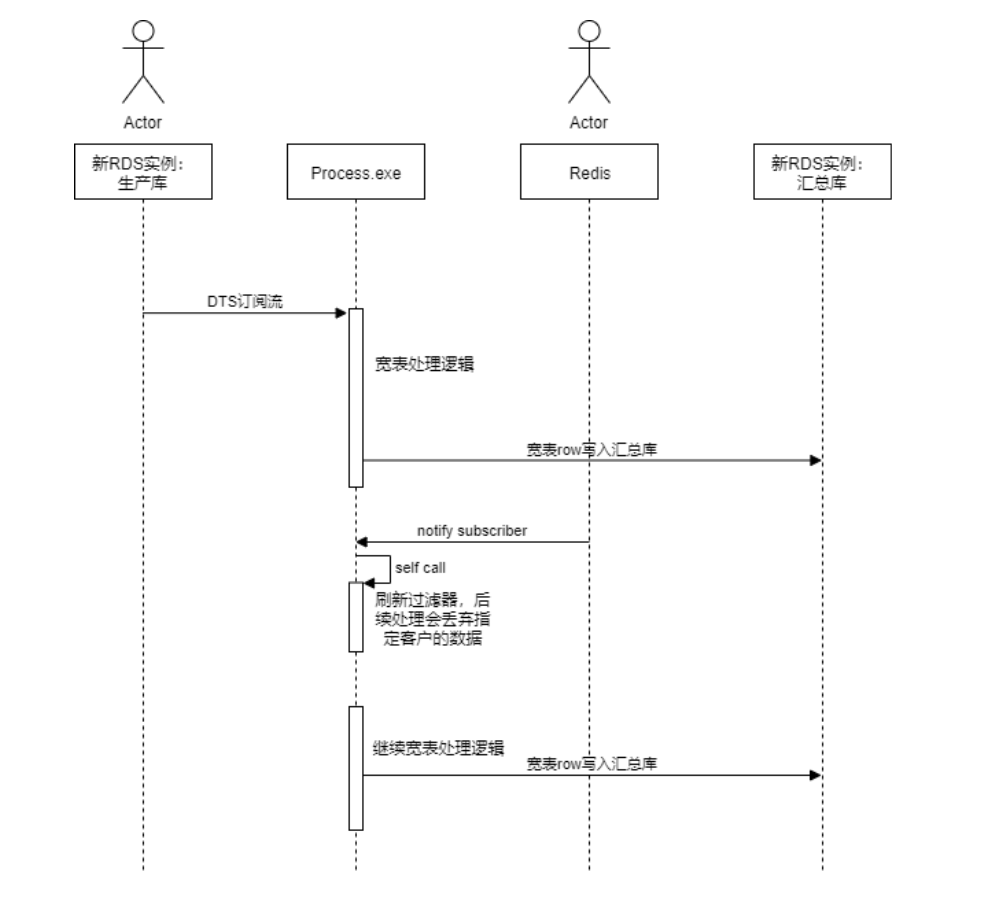 Actor
Actor
新RDS实例：
生产库
Process.exe
Redis
新RDS实例：
汇总库
DTS订阅流
宽表处理逻辑
宽表row写入汇总库
notify subscriber
self call
刷新过滤器，后
续处理会丢弃指
定客户的数据
继续宽表处理逻辑
宽表row写入汇总库